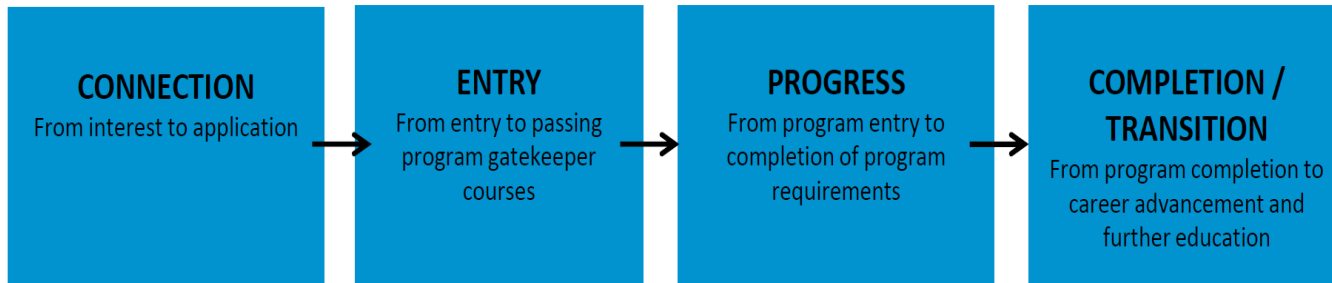 CONNECTION
From interest to application
ENTRY
From entry to passing
program gatekeeper
courses
PROGRESS
From program entry to
completion of program
requirements
COMPLETION /
TRANSITION
From program completion to
career advancement and
further education